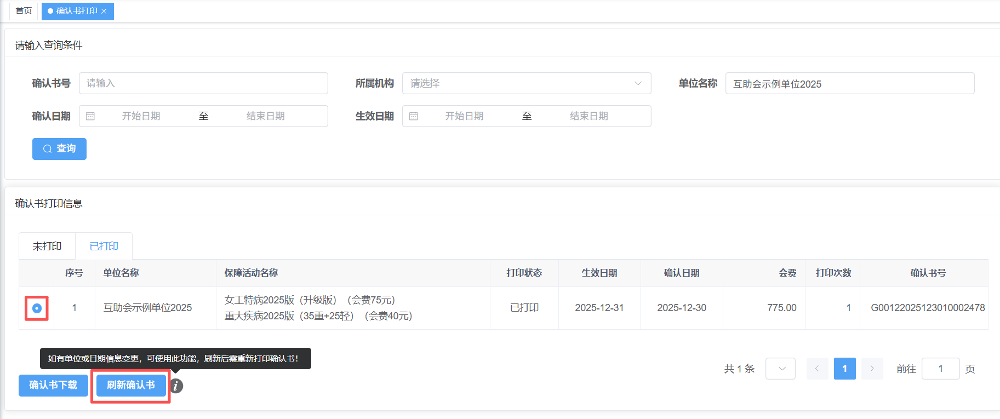 首页
确认书打印
请输入查询条件
确认书号 请输入 所属机构 请选择 单位名称 互助会示例单位2025
确认日期 开始日期 至 结束日期 生效日期 开始日期 至 结束日期
查询
确认书打印信息
未打印 已打印
序号 单位名称 保障活动名称 打印状态 生效日期 确认日期 会费 打印次数 确认书号
1 互助会示例单位2025 女工特病2025版（升级版）（会费75元） 已打印 2025-12-31 2025-12-30 775.00 1 G00122025123010002478
重大疾病2025版（35重+25轻）（会费40元）
如有单位或日期信息变更，可使用此功能，刷新后需重新打印确认书！
共 1 条 1 前往 1 页
确认书下载 刷新确认书 i